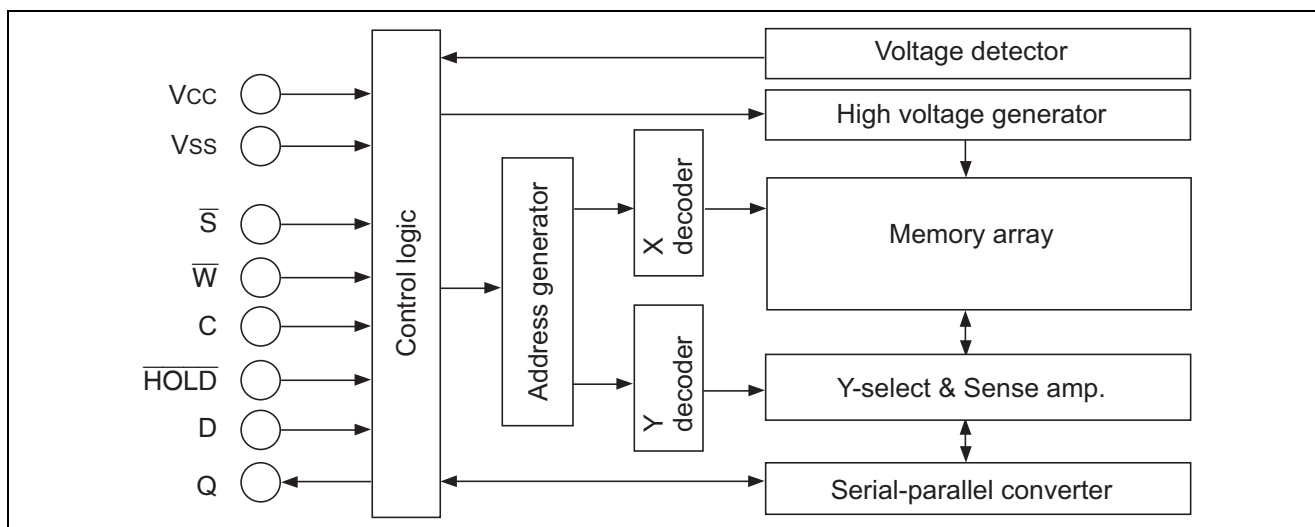 Voltage detector
VCC
High voltage generator
VSS
X
decoder
Address generator
S̅
Memory array
Control logic
W̅
C
Y
decoder
H̅O̅L̅D̅
Y-select & Sense amp.
D
Q
Serial-parallel converter